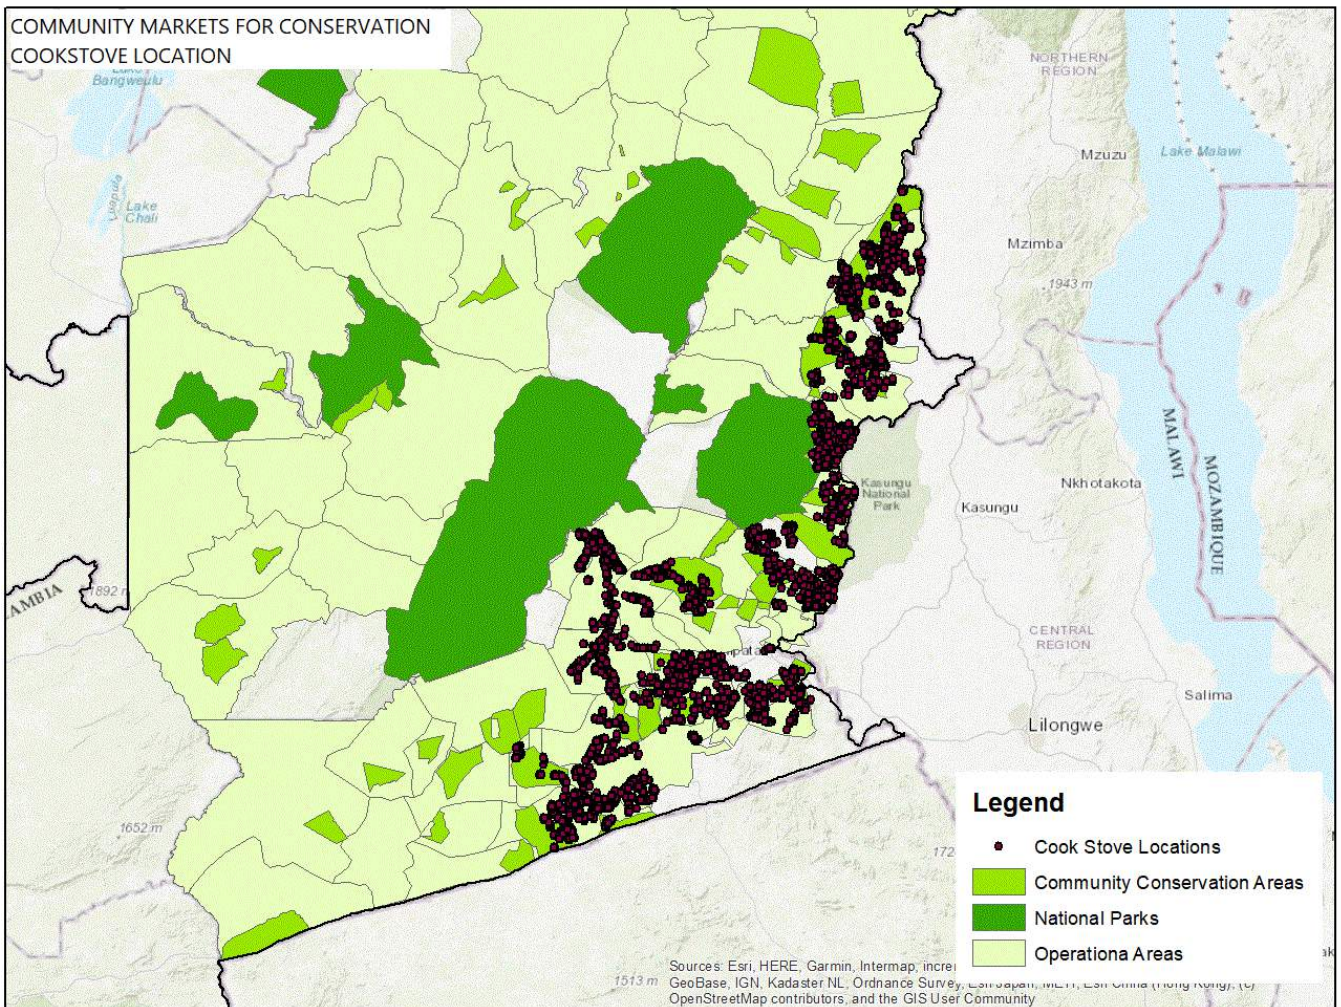 COMMUNITY MARKETS FOR CONSERVATION
COOKSTOVE LOCATION
Bangweulu
NORTHERN
REGION
Mzuzu
Lake Malawi
Luapula
Lake
Chali
Mzimba
1943 m
MALAWI
MOZAMBIQUE
Kasungu
National
Park
Nkhotakota
Kasungu
1892
AMBIA
CENTRAL
REGION
Salima
Lilongwe
1652 m
Legend
Cook Stove Locations
Community Conservation Areas
National Parks
Operationa Areas
1513 m
Sources: Esri, HERE, Garmin, Intermap,
GeoBase, IGN, Kadaster NL, Ordnance Survey,
OpenStreetMap contributors, and the GIS User Community